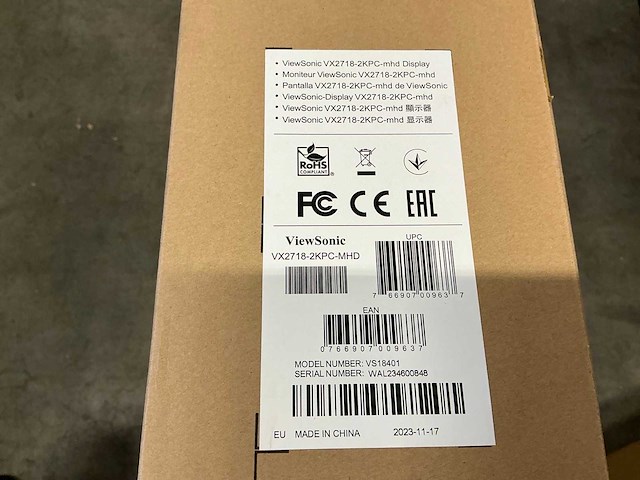 • ViewSonic VX2718-2KPC-mhd Display
• Moniteur ViewSonic VX2718-2KPC-mhd
• Pantalla VX2718-2KPC-mhd de ViewSonic
• ViewSonic-Display VX2718-2KPC-mhd
• ViewSonic VX2718-2KPC-mhd 顯示器
• ViewSonic VX2718-2KPC-mhd 显示器
RoHS
COMPLIANT
®
FC CE EAC
ViewSonic
VX2718-2KPC-MHD
UPC
7 66907 00963 7
EAN
0766907009637
MODEL NUMBER: VS18401
SERIAL NUMBER: WAL234600848
EU MADE IN CHINA 2023-11-17